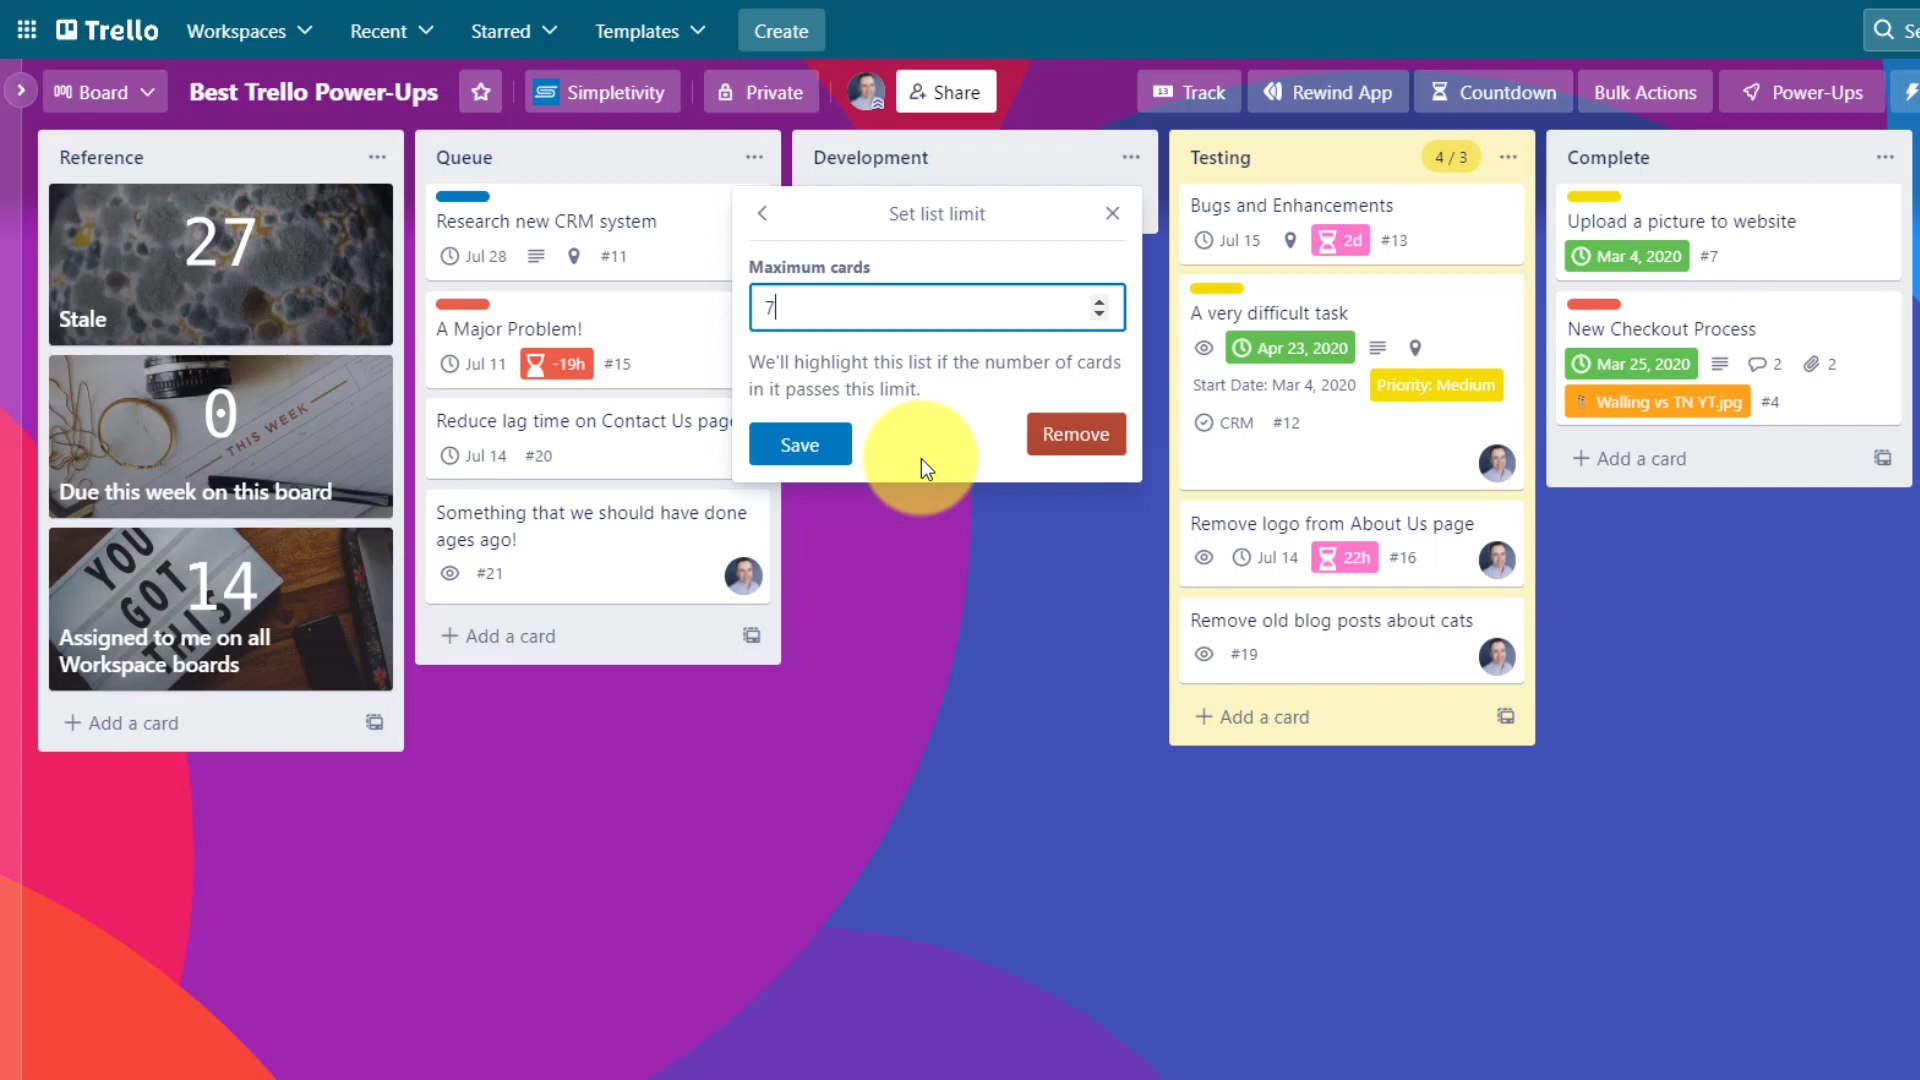 Trello Workspaces Recent Starred Templates Create Se
Board Best Trello Power-Ups Simpletivity Private Share 13 Track Rewind App Countdown Bulk Actions Power-Ups
Reference
27
Stale
THIS WEEK
0
Due this week on this board
YOU
GOT
THIS
14
Assigned to me on all
Workspace boards
+ Add a card
Queue
Research new CRM system
Jul 28 #11
A Major Problem!
Jul 11 -19h #15
Reduce lag time on Contact Us page
Jul 14 #20
Something that we should have done
ages ago!
#21
+ Add a card
Development
Set list limit
Maximum cards
7
We'll highlight this list if the number of cards
in it passes this limit.
Save Remove
Testing 4 / 3
Bugs and Enhancements
Jul 15 2d #13
A very difficult task
Apr 23, 2020
Start Date: Mar 4, 2020 Priority: Medium
CRM #12
Remove logo from About Us page
Jul 14 22h #16
Remove old blog posts about cats
#19
+ Add a card
Complete
Upload a picture to website
Mar 4, 2020 #7
New Checkout Process
Mar 25, 2020 2 2
Walling vs TN YT.jpg #4
+ Add a card